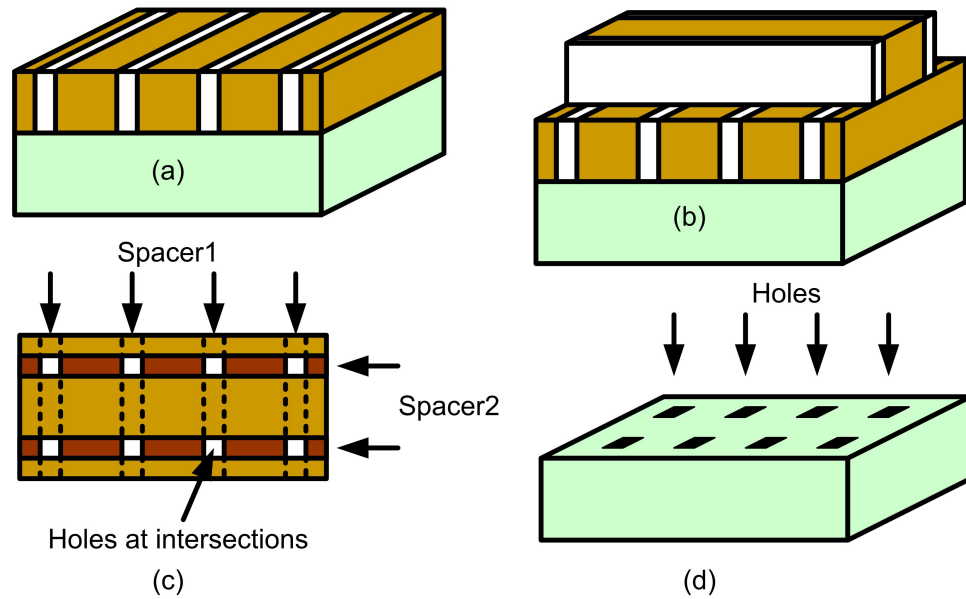 (a)
(b)
Spacer1
Spacer2
Holes at intersections
(c)
Holes
(d)